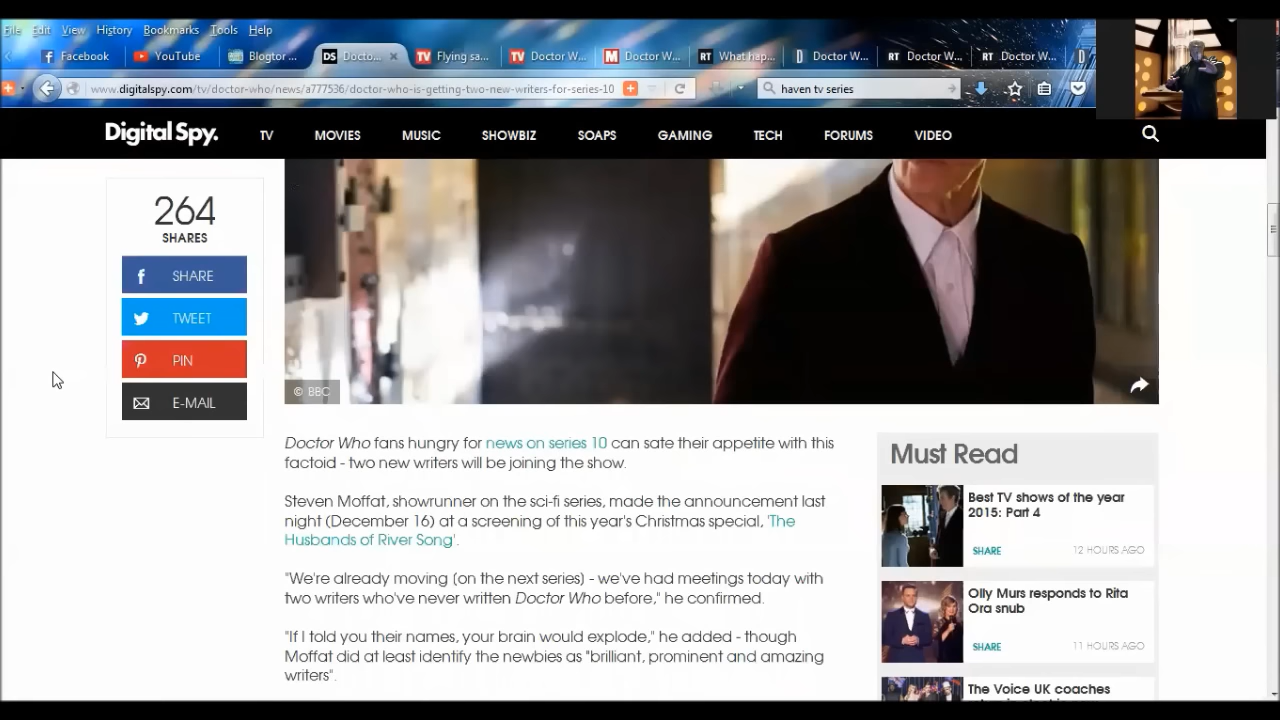 File Edit View History Bookmarks Tools Help
Facebook YouTube Blogtor ... DS Docto... TV Flying sa... TV Doctor W... M Doctor W... RT What hap... D Doctor W... RT Doctor W... RT Doctor W...
www.digitalspy.com/tv/doctor-who/news/a777536/doctor-who-is-getting-two-new-writers-for-series-10 haven tv series
Digital Spy. TV MOVIES MUSIC SHOWBIZ SOAPS GAMING TECH FORUMS VIDEO
264
SHARES
SHARE
TWEET
PIN
E-MAIL
© BBC
Doctor Who fans hungry for news on series 10 can sate their appetite with this
factoid - two new writers will be joining the show.
Steven Moffat, showrunner on the sci-fi series, made the announcement last
night (December 16) at a screening of this year's Christmas special, 'The
Husbands of River Song'.
"We're already moving [on the next series] - we've had meetings today with
two writers who've never written Doctor Who before," he confirmed.
"If I told you their names, your brain would explode," he added - though
Moffat did at least identify the newbies as "brilliant, prominent and amazing
writers".
Must Read
Best TV shows of the year
2015: Part 4
SHARE 12 HOURS AGO
Olly Murs responds to Rita
Ora snub
SHARE 11 HOURS AGO
The Voice UK coaches